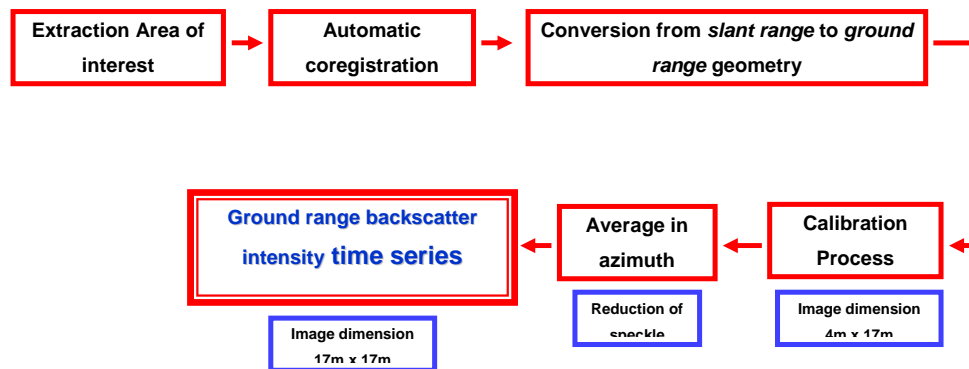 Extraction Area of
interest
Automatic
coregistration
Conversion from slant range to ground
range geometry
Calibration
Process
Image dimension
4m x 17m
Average in
azimuth
Reduction of
speckle
Ground range backscatter
intensity time series
Image dimension
17m x 17m